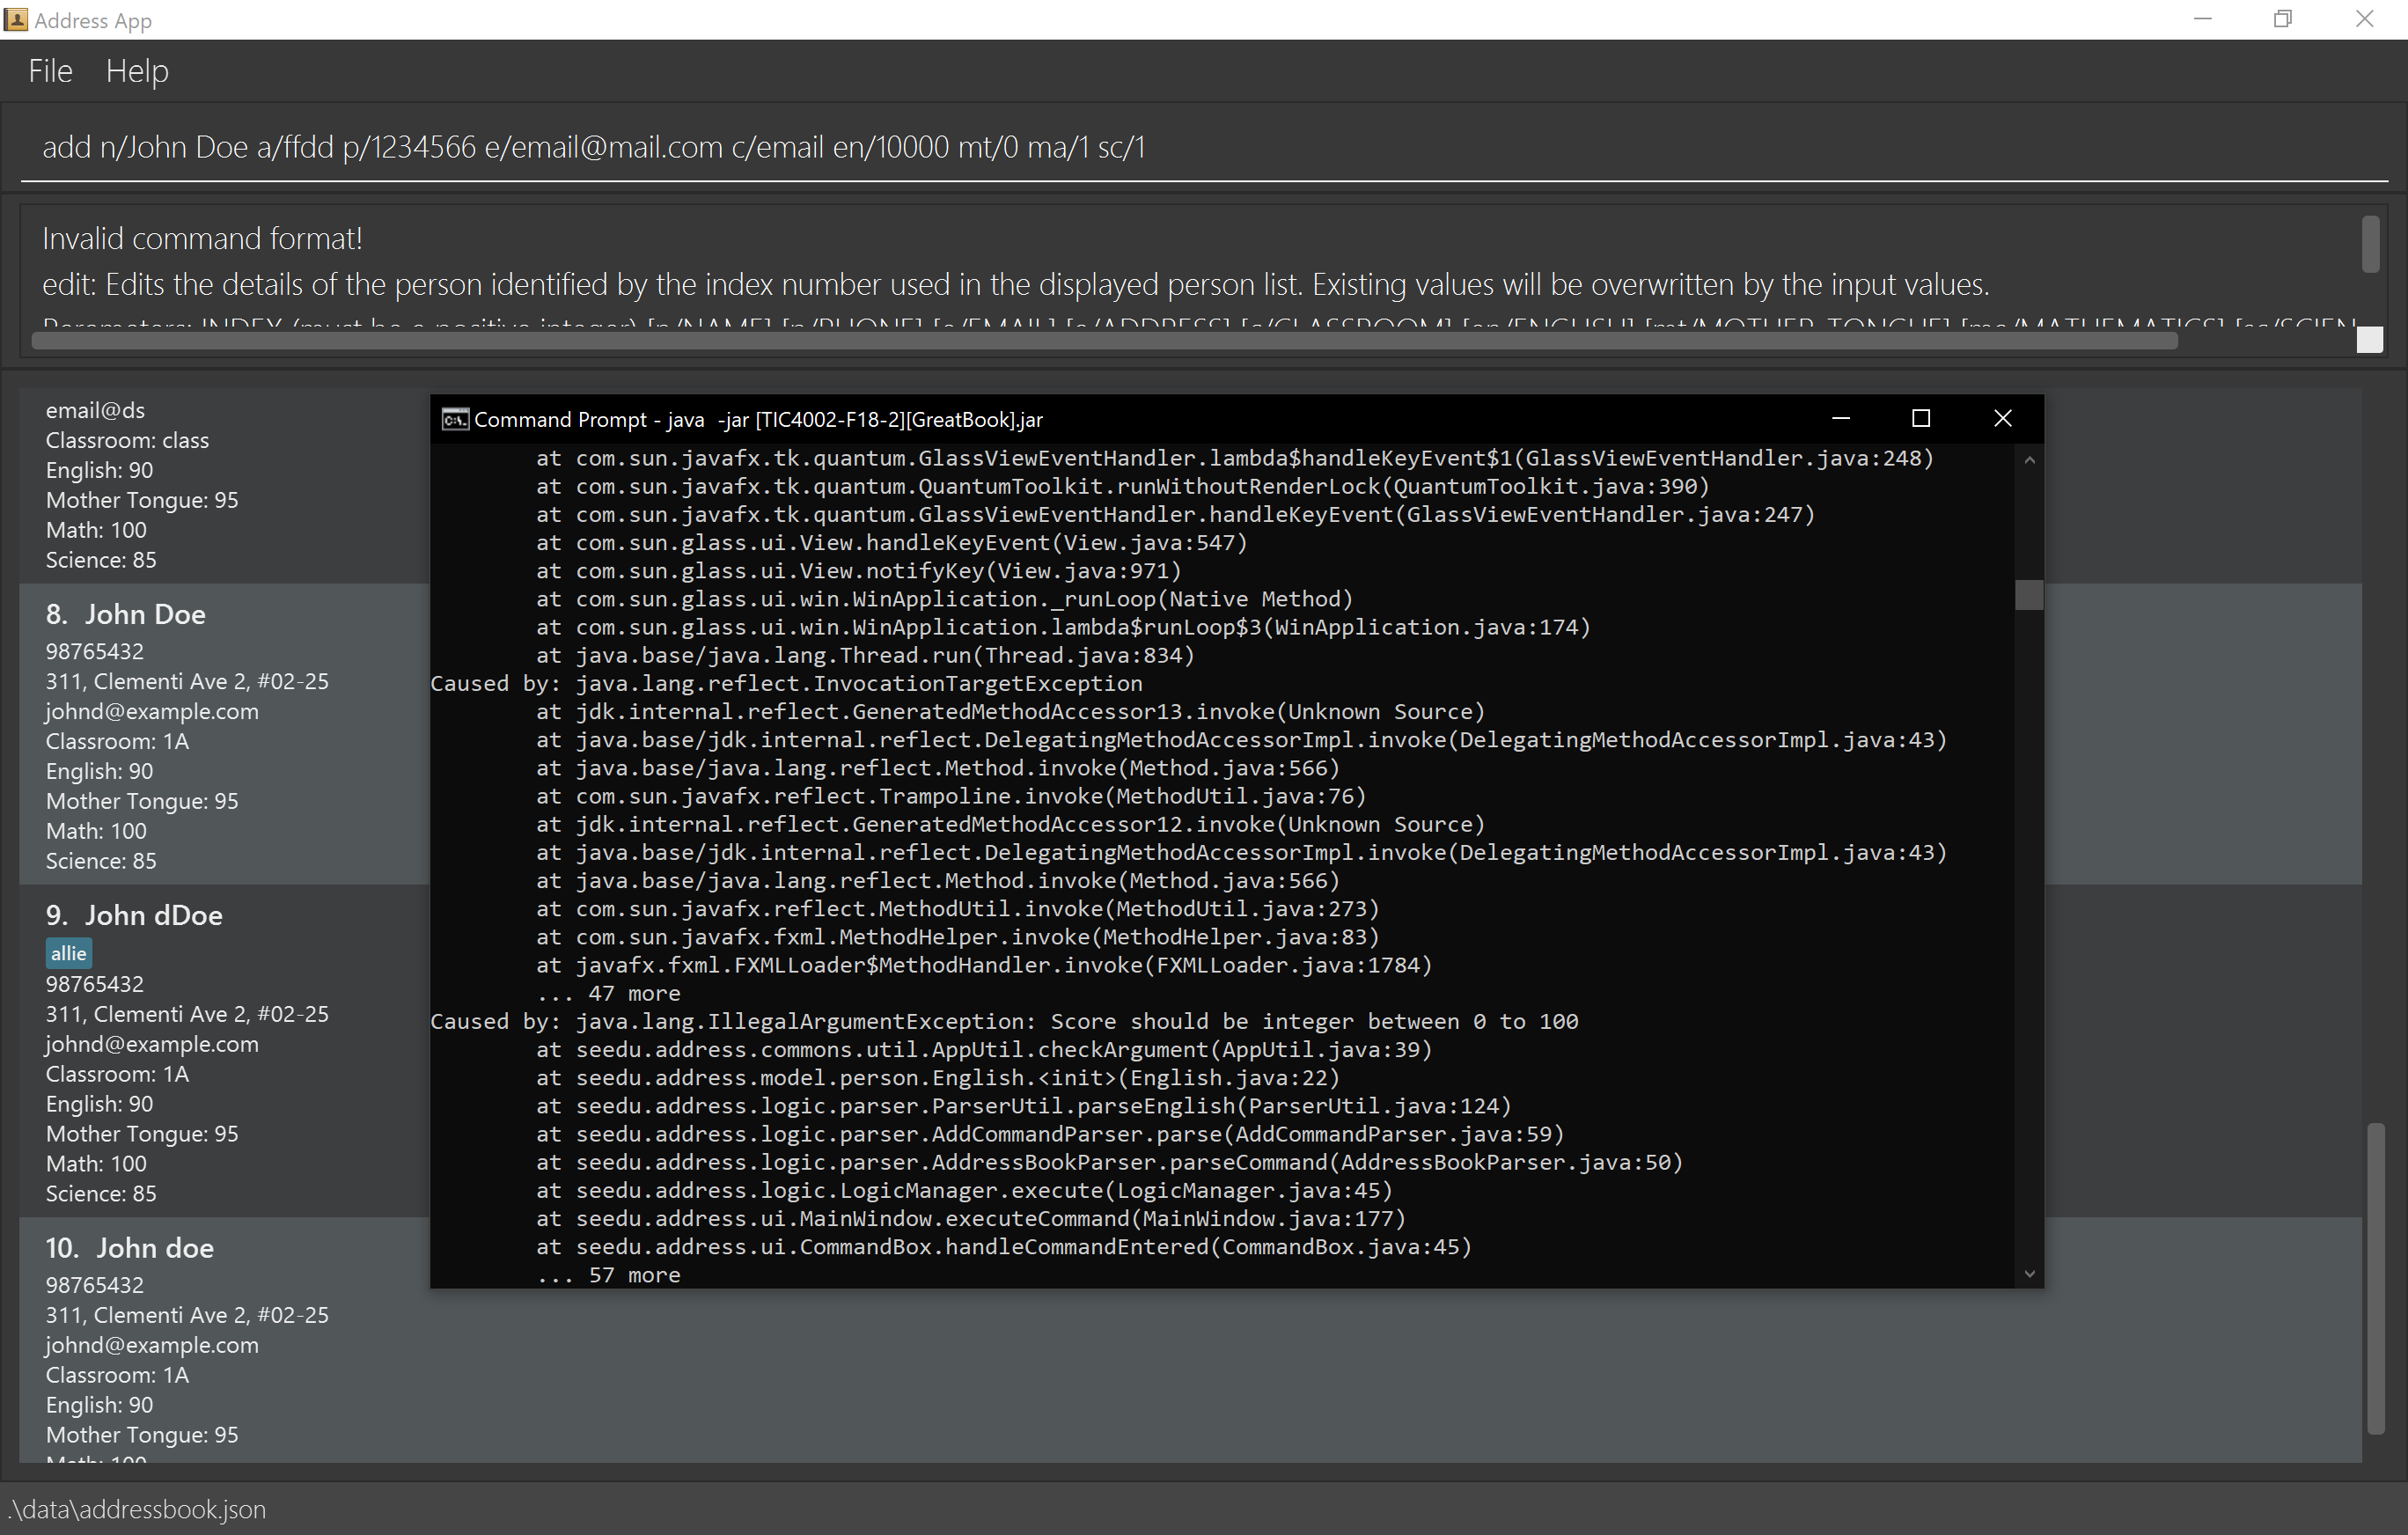 Address App
File Help
add n/John Doe a/ffdd p/1234566 e/email@mail.com c/email en/10000 mt/0 ma/1 sc/1
Invalid command format!
edit: Edits the details of the person identified by the index number used in the displayed person list. Existing values will be overwritten by the input values.
Parameters: INDEX (must be a positive integer) [n/NAME] [p/PHONE] [e/EMAIL] [a/ADDRESS] [c/CLASSROOM] [en/ENGLISH] [mt/MOTHER TONGUE] [ma/MATHEMATICS] [sc/SCIEN
email@ds
Classroom: class
English: 90
Mother Tongue: 95
Math: 100
Science: 85
8. John Doe
98765432
311, Clementi Ave 2, #02-25
johnd@example.com
Classroom: 1A
English: 90
Mother Tongue: 95
Math: 100
Science: 85
9. John dDoe
allie
98765432
311, Clementi Ave 2, #02-25
johnd@example.com
Classroom: 1A
English: 90
Mother Tongue: 95
Math: 100
Science: 85
10. John doe
98765432
311, Clementi Ave 2, #02-25
johnd@example.com
Classroom: 1A
English: 90
Mother Tongue: 95
Math: 100
Command Prompt - java -jar [TIC4002-F18-2][GreatBook].jar
at com.sun.javafx.tk.quantum.GlassViewEventHandler.lambda$handleKeyEvent$1(GlassViewEventHandler.java:248)
at com.sun.javafx.tk.quantum.QuantumToolkit.runWithoutRenderLock(QuantumToolkit.java:390)
at com.sun.javafx.tk.quantum.GlassViewEventHandler.handleKeyEvent(GlassViewEventHandler.java:247)
at com.sun.glass.ui.View.handleKeyEvent(View.java:547)
at com.sun.glass.ui.View.notifyKey(View.java:971)
at com.sun.glass.ui.win.WinApplication._runLoop(Native Method)
at com.sun.glass.ui.win.WinApplication.lambda$runLoop$3(WinApplication.java:174)
at java.base/java.lang.Thread.run(Thread.java:834)
Caused by: java.lang.reflect.InvocationTargetException
at jdk.internal.reflect.GeneratedMethodAccessor13.invoke(Unknown Source)
at java.base/jdk.internal.reflect.DelegatingMethodAccessorImpl.invoke(DelegatingMethodAccessorImpl.java:43)
at java.base/java.lang.reflect.Method.invoke(Method.java:566)
at com.sun.javafx.reflect.Trampoline.invoke(MethodUtil.java:76)
at jdk.internal.reflect.GeneratedMethodAccessor12.invoke(Unknown Source)
at java.base/jdk.internal.reflect.DelegatingMethodAccessorImpl.invoke(DelegatingMethodAccessorImpl.java:43)
at java.base/java.lang.reflect.Method.invoke(Method.java:566)
at com.sun.javafx.reflect.MethodUtil.invoke(MethodUtil.java:273)
at com.sun.javafx.fxml.MethodHelper.invoke(MethodHelper.java:83)
at javafx.fxml.FXMLLoader$MethodHandler.invoke(FXMLLoader.java:1784)
... 47 more
Caused by: java.lang.IllegalArgumentException: Score should be integer between 0 to 100
at seedu.address.commons.util.AppUtil.checkArgument(AppUtil.java:39)
at seedu.address.model.person.English.<init>(English.java:22)
at seedu.address.logic.parser.ParserUtil.parseEnglish(ParserUtil.java:124)
at seedu.address.logic.parser.AddCommandParser.parse(AddCommandParser.java:59)
at seedu.address.logic.parser.AddressBookParser.parseCommand(AddressBookParser.java:50)
at seedu.address.logic.LogicManager.execute(LogicManager.java:45)
at seedu.address.ui.MainWindow.executeCommand(MainWindow.java:177)
at seedu.address.ui.CommandBox.handleCommandEntered(CommandBox.java:45)
... 57 more
.\data\addressbook.json